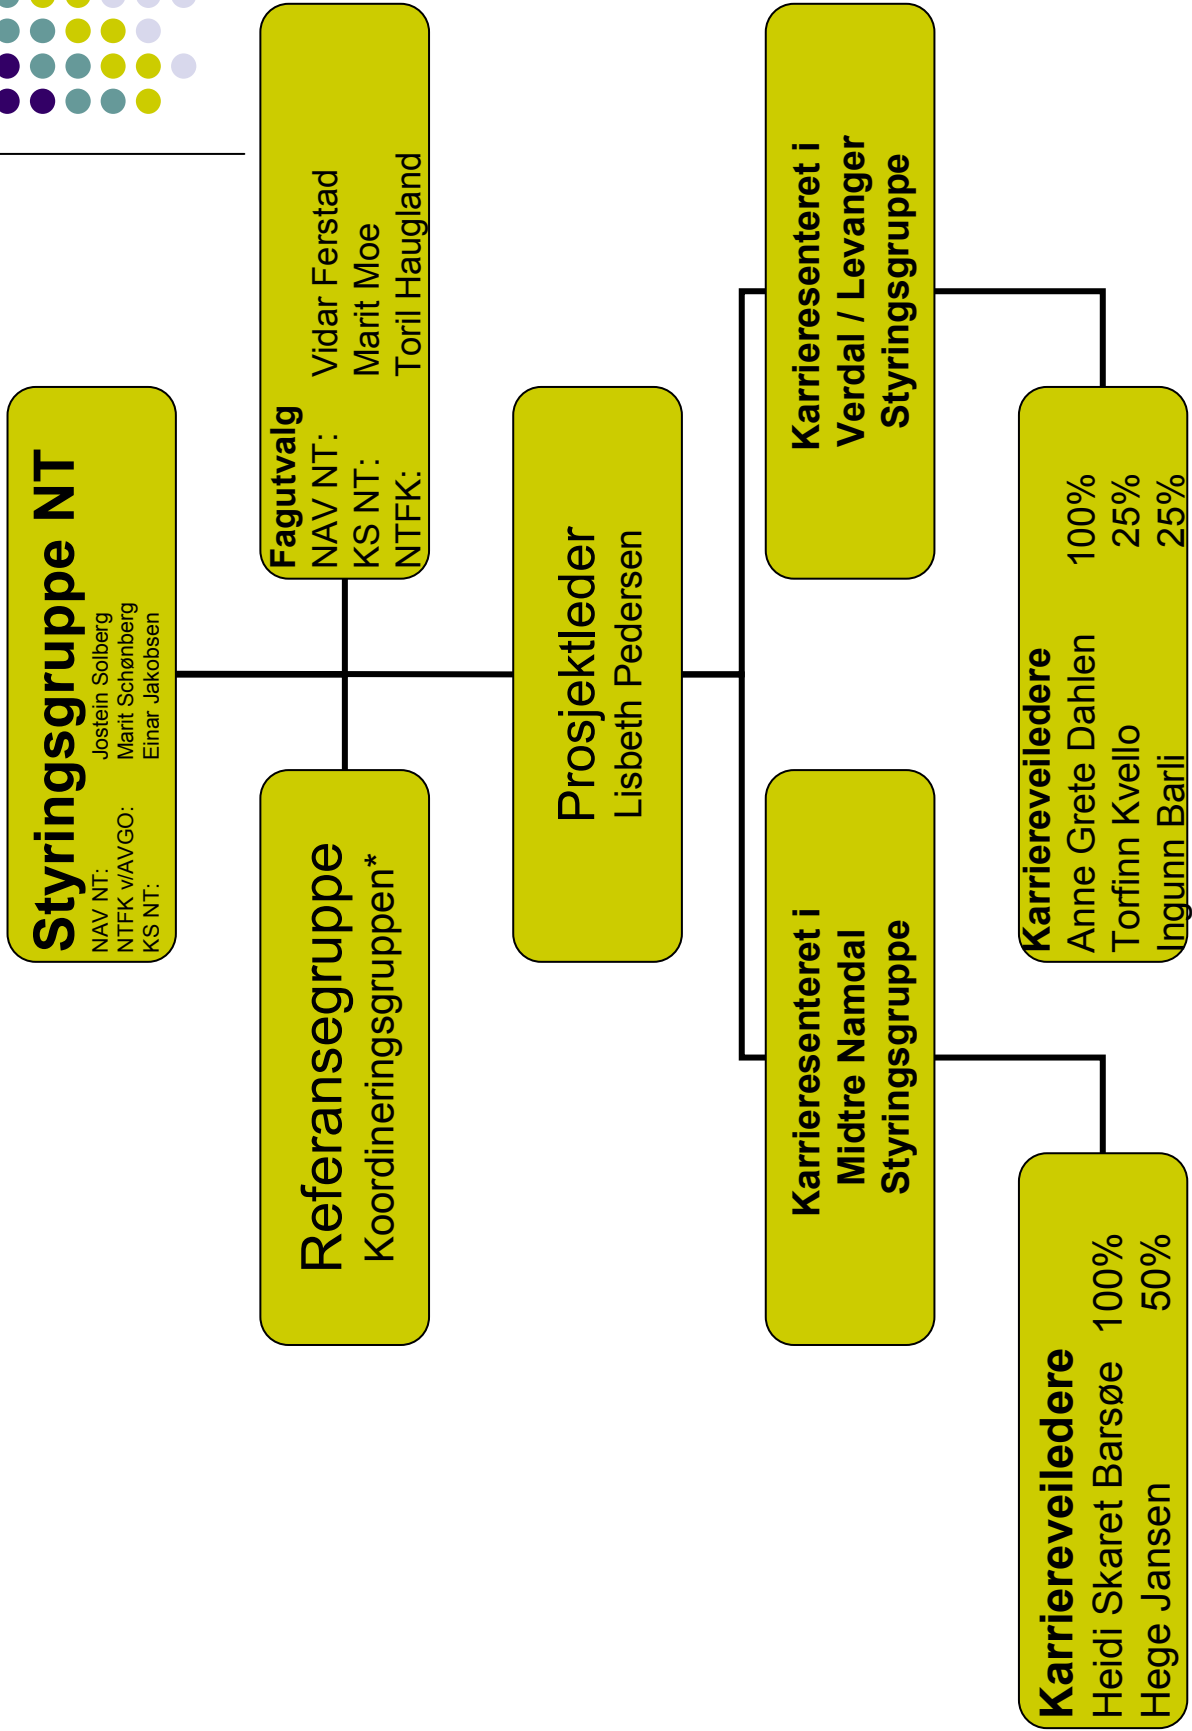 Styringsgruppe NT
NAV NT: Jostein Solberg
NTFK v/AVGO: Marit Schønberg
KS NT: Einar Jakobsen
Referansegruppe
Koordineringsgruppen*
Fagutvalg
NAV NT: Vidar Ferstad
KS NT: Marit Moe
NTFK: Toril Haugland
Prosjektleder
Lisbeth Pedersen
Karrieresenteret i
Midtre Namdal
Styringsgruppe
Karrieresenteret i
Verdal / Levanger
Styringsgruppe
Karriereveiledere
Heidi Skaret Barsøe 100%
Hege Jansen 50%
Karriereveiledere
Anne Grete Dahlen 100%
Torfinn Kvello 25%
Ingunn Barli 25%